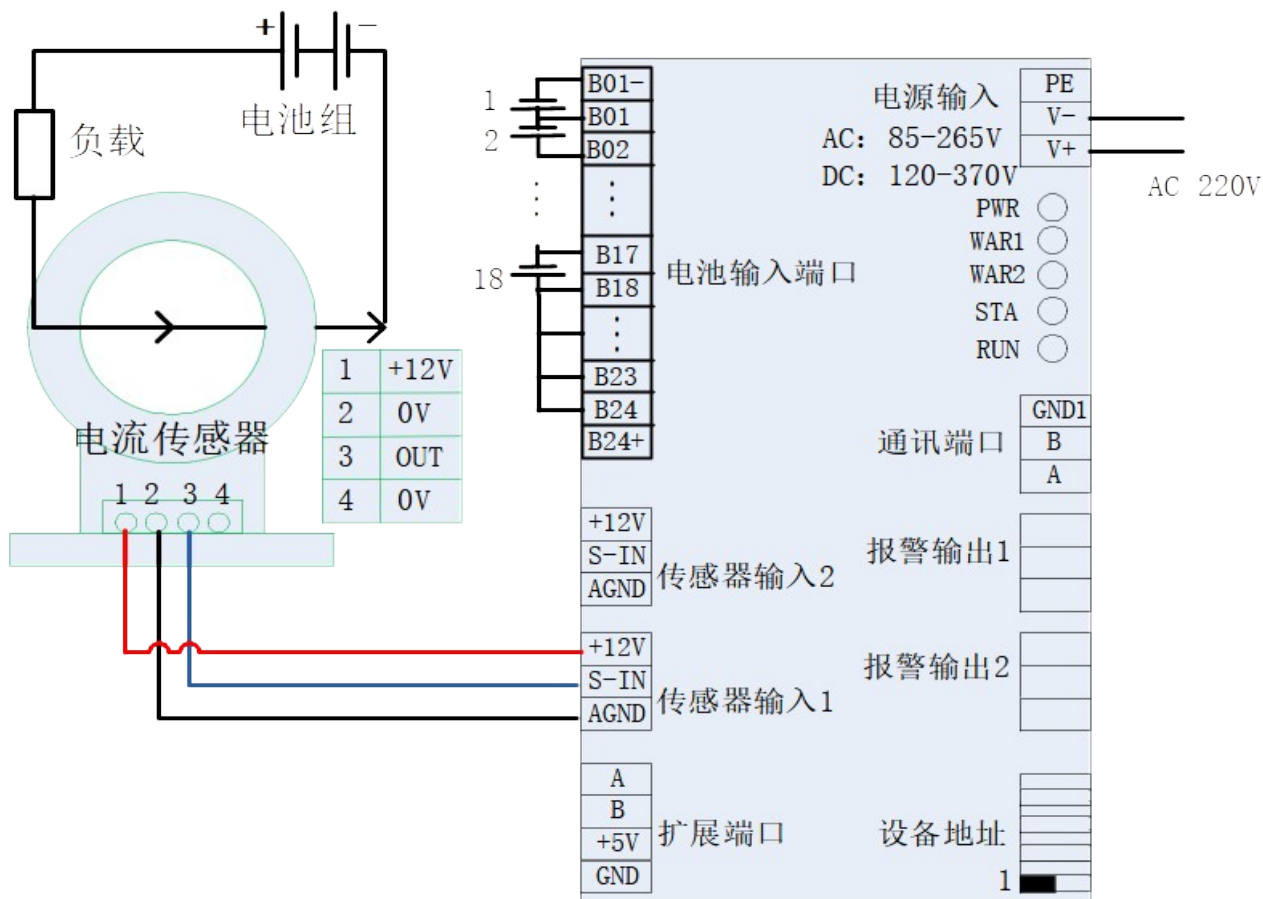 + -
电池组
负载
电流传感器
1 2 3 4
1 +12V
2 0V
3 OUT
4 0V
1
2
18
B01-
B01
B02
B17
B18
B23
B24
B24+
电池输入端口
+12V
S-IN
AGND
传感器输入2
+12V
S-IN
AGND
传感器输入1
A
B
+5V
GND
扩展端口
电源输入
AC: 85-265V
DC: 120-370V
PE
V-
V+
AC 220V
PWR
WAR1
WAR2
STA
RUN
通讯端口
GND1
B
A
报警输出1
报警输出2
设备地址
1